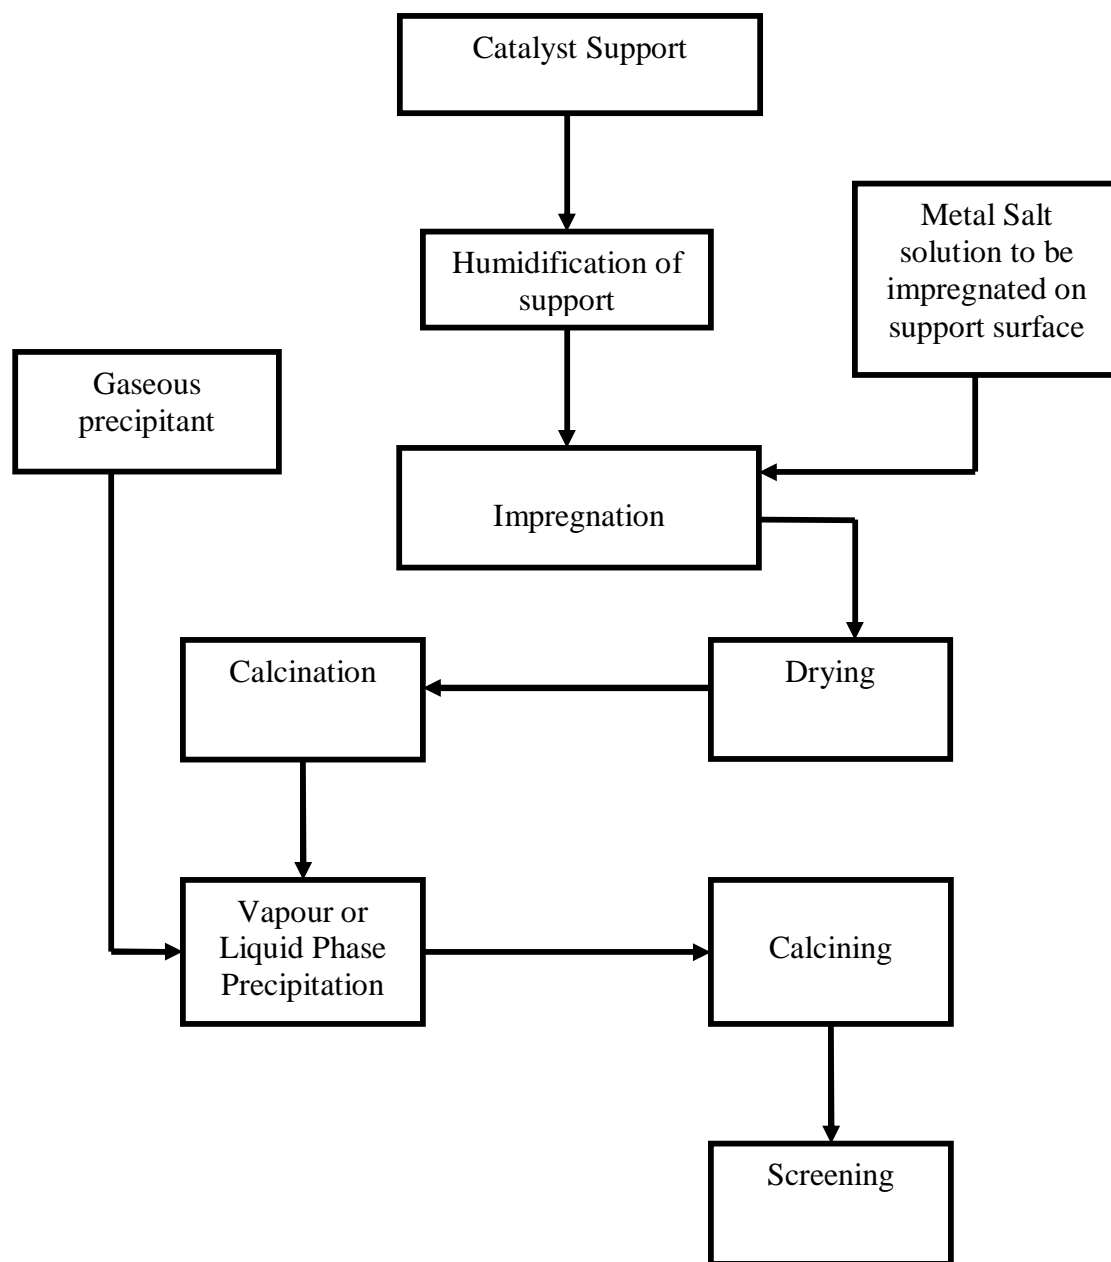 Catalyst Support
Metal Salt
solution to be
impregnated on
support surface
Humidification of
support
Gaseous
precipitant
Impregnation
Calcination
Drying
Vapour or
Liquid Phase
Precipitation
Calcining
Screening